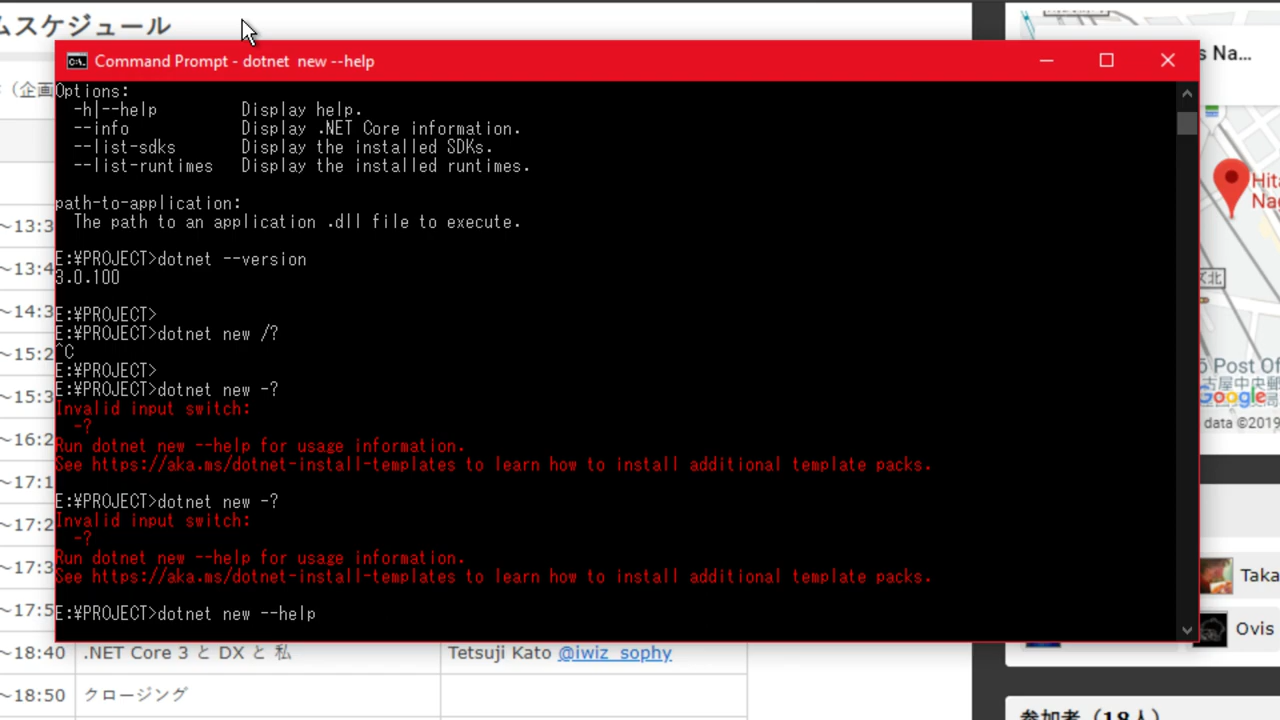 ムスケジュール
Command Prompt - dotnet new --help
s Na...
(企画
Options:
-h|--help Display help.
--info Display .NET Core information.
--list-sdks Display the installed SDKs.
--list-runtimes Display the installed runtimes.
path-to-application:
The path to an application .dll file to execute.
E:¥PROJECT>dotnet --version
3.0.100
E:¥PROJECT>
E:¥PROJECT>dotnet new /?
^C
E:¥PROJECT>
E:¥PROJECT>dotnet new -?
Invalid input switch:
-?
Run dotnet new --help for usage information.
See https://aka.ms/dotnet-install-templates to learn how to install additional template packs.
E:¥PROJECT>dotnet new -?
Invalid input switch:
-?
Run dotnet new --help for usage information.
See https://aka.ms/dotnet-install-templates to learn how to install additional template packs.
E:¥PROJECT>dotnet new --help
～13:3
～13:4
～14:3
～15:2
～15:3
～16:2
～17:1
～17:2
～17:3
～17:5
～18:40 .NET Core 3 と DX と 私 Tetsuji Kato @iwiz_sophy
～18:50 クロージング
Hita
Nag
ズ北
Post Of
古屋中央郵
Google
data ©2019
Taka
Ovis
参加者（18人）